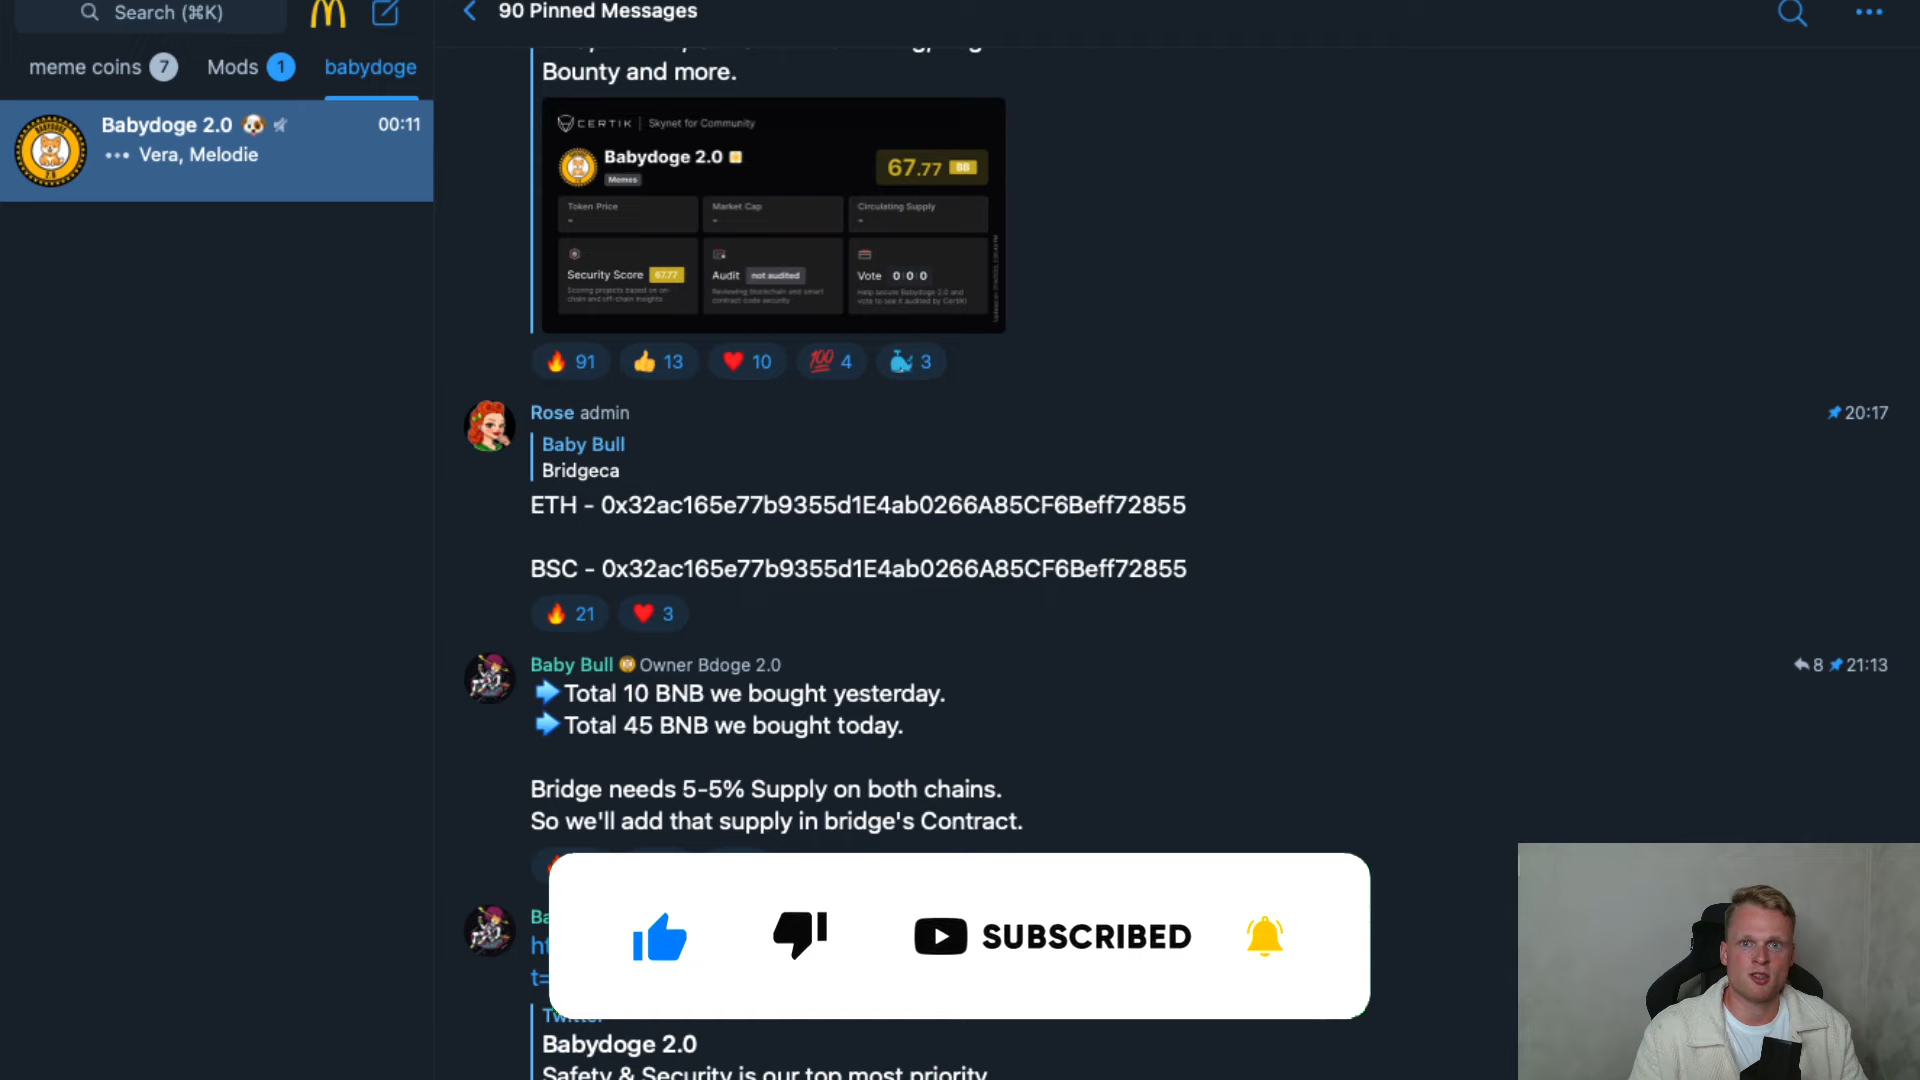 Search (⌘K)
90 Pinned Messages
meme coins 7
Mods 1
babydoge
Babydoge 2.0
00:11
Vera, Melodie
Bounty and more.
CERTIK | Skynet for Community
Babydoge 2.0
Memes
67.77 BB
Token Price
-
Market Cap
-
Circulating Supply
-
Security Score 67.77
Scoring projects based on on-
chain and off-chain insights
Audit not audited
Reviewing blockchain and smart
contract code security
Vote 0 0 0
Help secure Babydoge 2.0 and
vote to see it audited by CertiK!
🔥 91 👍 13 ❤️ 10 💯 4 🐳 3
Rose admin
20:17
Baby Bull
Bridgeca
ETH - 0x32ac165e77b9355d1E4ab0266A85CF6Beff72855
BSC - 0x32ac165e77b9355d1E4ab0266A85CF6Beff72855
🔥 21 ❤️ 3
Baby Bull Owner Bdoge 2.0
8 21:13
Total 10 BNB we bought yesterday.
Total 45 BNB we bought today.
Bridge needs 5-5% Supply on both chains.
So we'll add that supply in bridge's Contract.
SUBSCRIBED
Twitter
Babydoge 2.0
Safety & Security is our top most priority